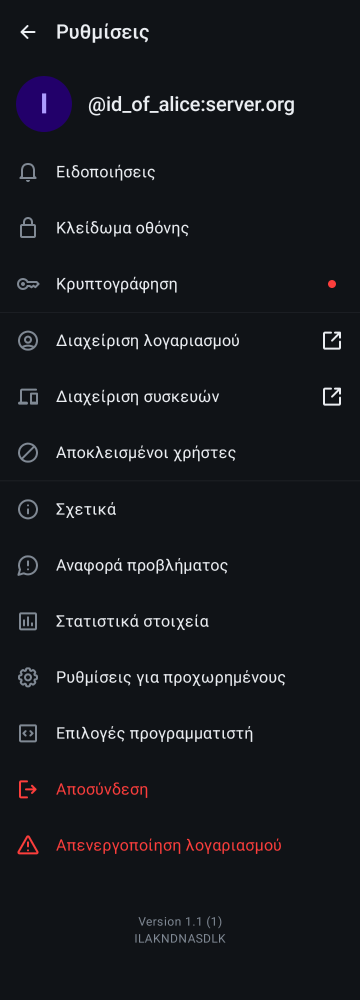 Ρυθμίσεις
I
@id_of_alice:server.org
Ειδοποιήσεις
Κλείδωμα οθόνης
Κρυπτογράφηση
Διαχείριση λογαριασμού
Διαχείριση συσκευών
Αποκλεισμένοι χρήστες
Σχετικά
Αναφορά προβλήματος
Στατιστικά στοιχεία
Ρυθμίσεις για προχωρημένους
Επιλογές προγραμματιστή
Αποσύνδεση
Απενεργοποίηση λογαριασμού
Version 1.1 (1)
ILAKNDNASDLK